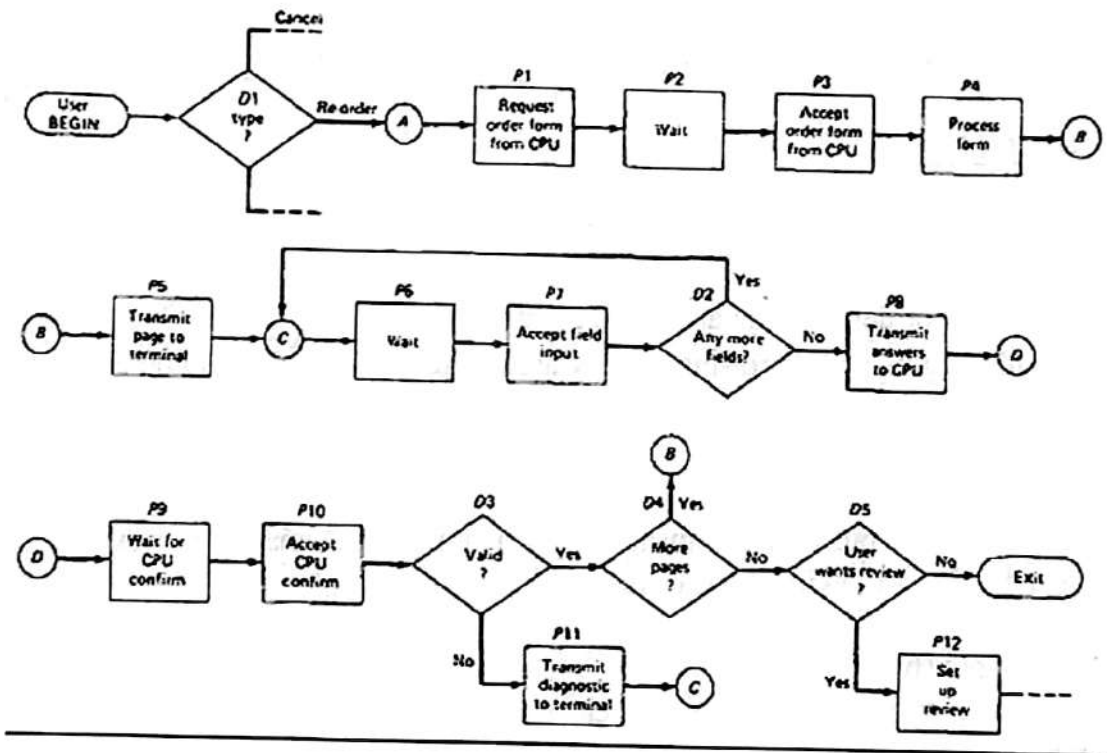 Cancel
User
BEGIN
D1
type
?
Re-order
A
P1
Request
order form
from CPU
P2
Wait
P3
Accept
order form
from CPU
P4
Process
form
B
B
P5
Transmit
page to
terminal
C
P6
Wait
P7
Accept field
input
D2
Any more
fields?
Yes
No
P8
Transmit
answers
to CPU
D
D
P9
Wait for
CPU
confirm
P10
Accept
CPU
confirm
D3
Valid
?
Yes
No
P11
Transmit
diagnostic
to terminal
C
B
D4
Yes
More
pages
?
No
D5
User
wants review
?
No
Exit
Yes
P12
Set
up
review